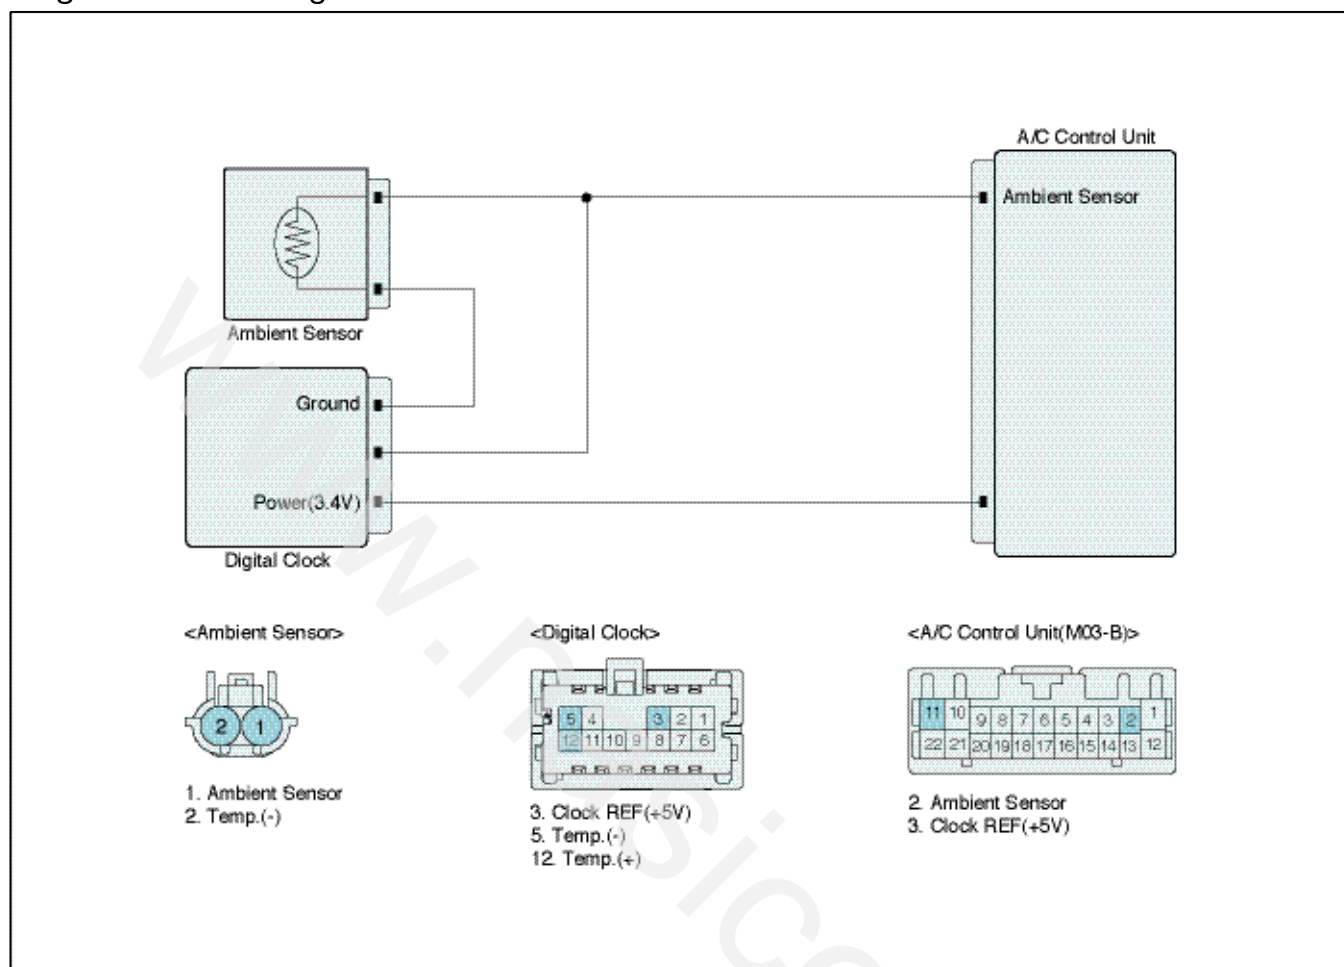 A/C Control Unit
Ambient Sensor
Ambient Sensor
Ground
Power(3.4V)
Digital Clock
<Ambient Sensor>
<Digital Clock>
<A/C Control Unit(M03-B)>
2 1
5 4 3 2 1
12 11 10 9 8 7 6
11 10 9 8 7 6 5 4 3 2 1
22 21 20 19 18 17 16 15 14 13 12
1. Ambient Sensor
2. Temp.(-)
3. Clock REF(+5V)
5. Temp.(-)
12. Temp.(+)
2. Ambient Sensor
3. Clock REF(+5V)